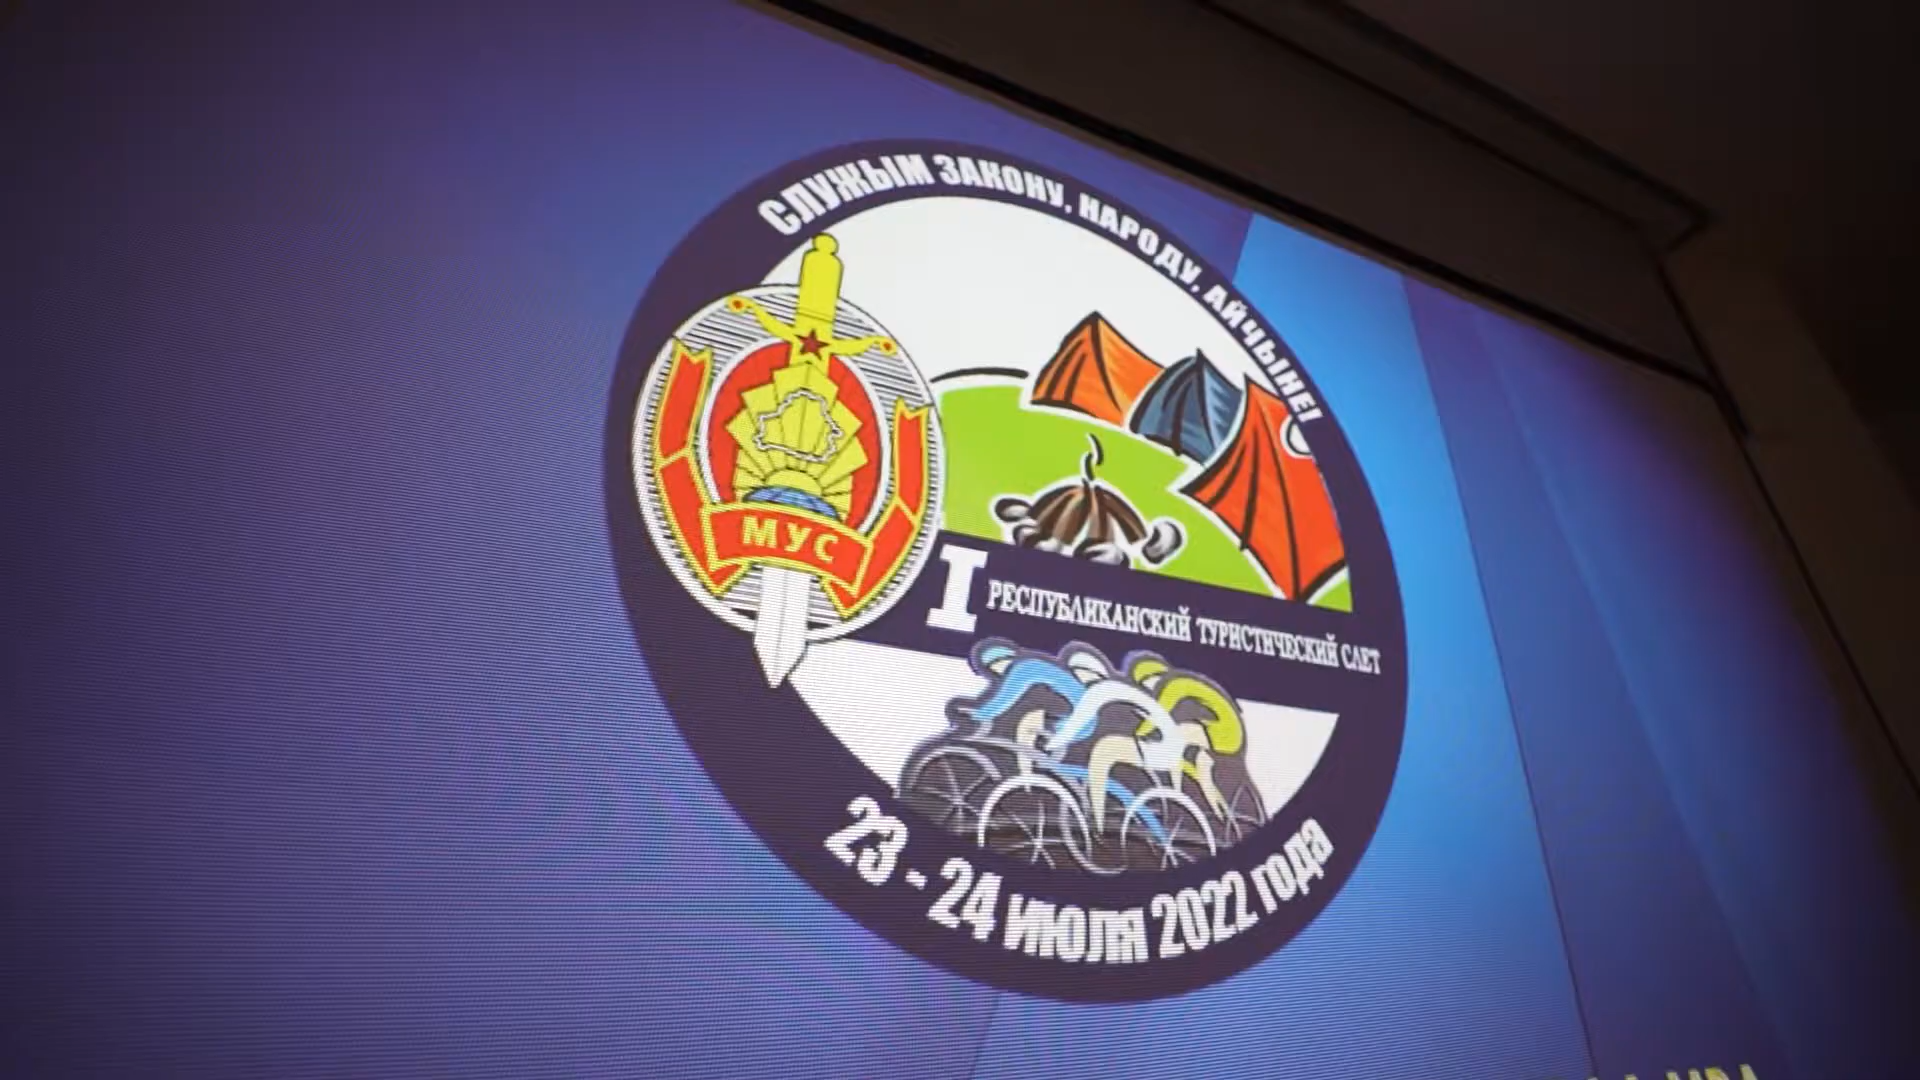 СЛУЖЫМ ЗАКОНУ, НАРОДУ, АЙЧЫНЕ!
МУС
I РЕСПУБЛИКАНСКИЙ ТУРИСТИЧЕСКИЙ СЛЕТ
23 - 24 ИЮЛЯ 2022 года